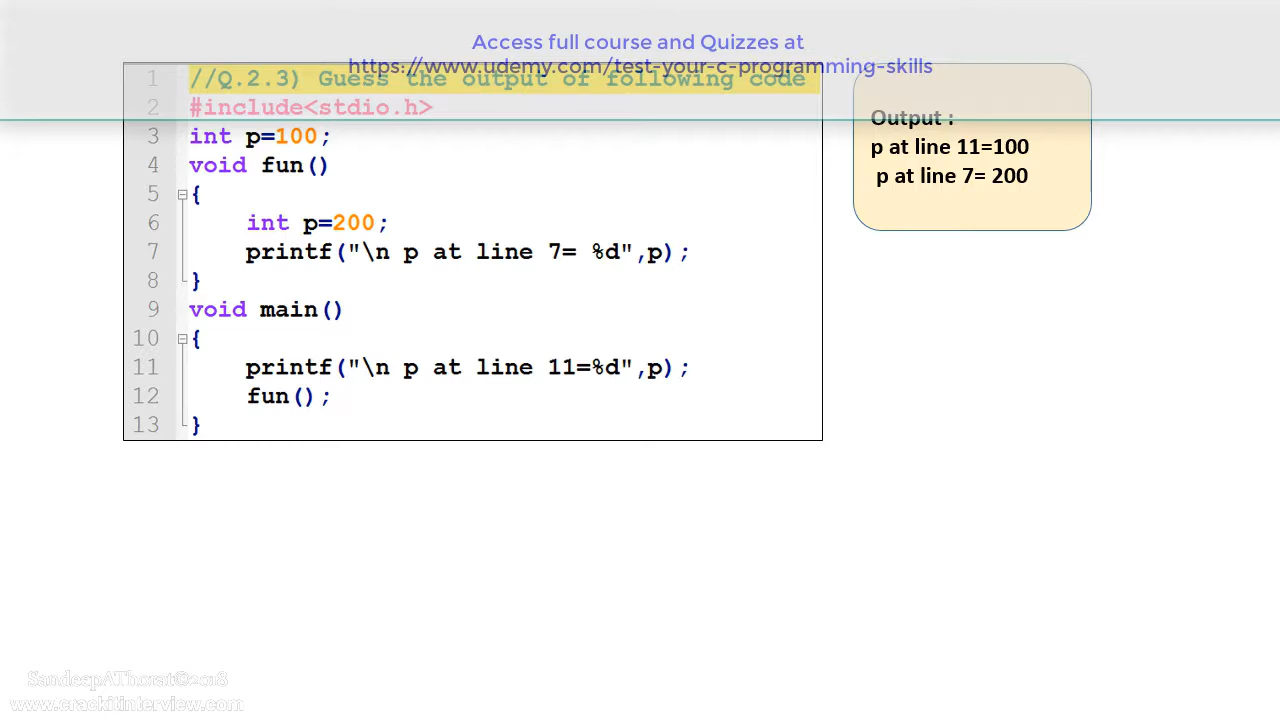 Access full course and Quizzes at
https://www.udemy.com/test-your-c-programming-skills
1 //Q.2.3) Guess the output of following code
2 #include<stdio.h>
3 int p=100;
4 void fun()
5 {
6 int p=200;
7 printf("\n p at line 7= %d",p);
8 }
9 void main()
10 {
11 printf("\n p at line 11=%d",p);
12 fun();
13 }
Output :
p at line 11=100
p at line 7= 200
SandeepAThorat©2018
www.crackitinterview.com